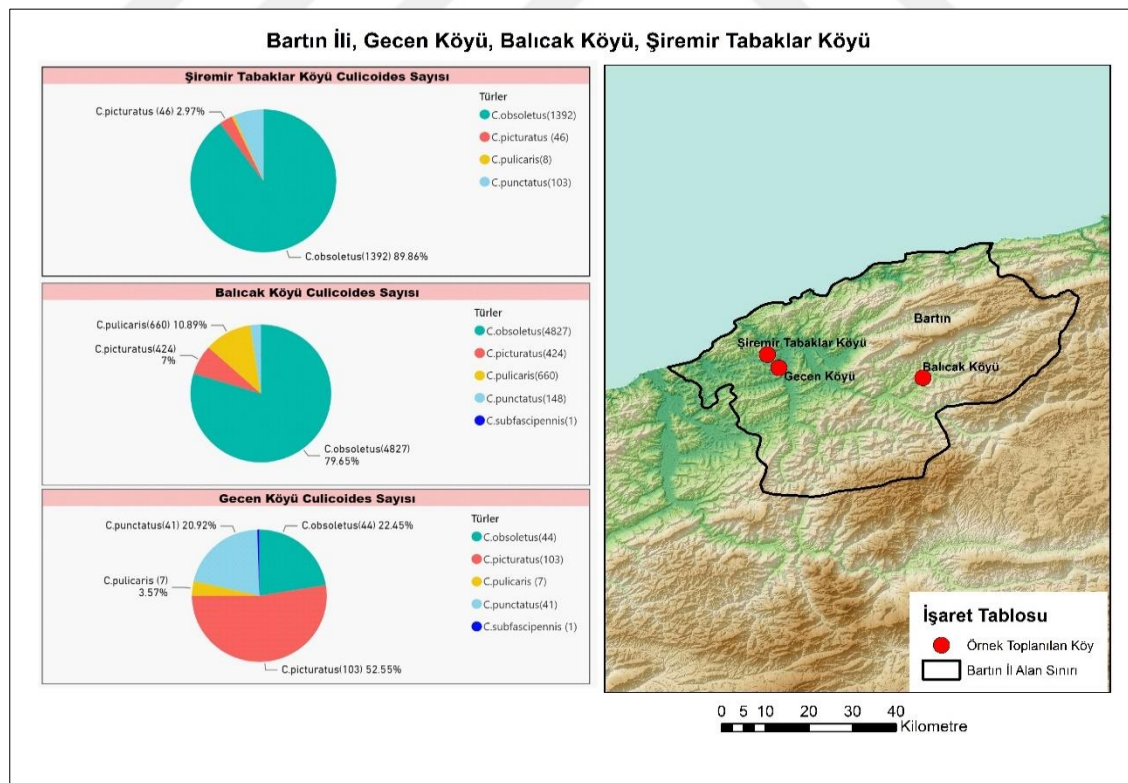 Bartın İli, Gecen Köyü, Balıcak Köyü, Şiremir Tabaklar Köyü
Şiremir Tabaklar Köyü Culicoides Sayısı
C.picturatus (46) 2.97%
C.obsoletus(1392) 89.86%
Türler
C.obsoletus(1392)
C.picturatus (46)
C.pulicaris(8)
C.punctatus(103)
Balıcak Köyü Culicoides Sayısı
C.pulicaris(660) 10.89%
C.picturatus(424)
7%
C.obsoletus(4827)
79.65%
Türler
C.obsoletus(4827)
C.picturatus(424)
C.pulicaris(660)
C.punctatus(148)
C.subfascipennis(1)
Gecen Köyü Culicoides Sayısı
C.punctatus(41) 20.92%
C.obsoletus(44) 22.45%
C.pulicaris (7)
3.57%
C.picturatus(103) 52.55%
Türler
C.obsoletus(44)
C.picturatus(103)
C.pulicaris (7)
C.punctatus(41)
C.subfascipennis (1)
Bartın
Şiremir Tabaklar Köyü
Gecen Köyü
Balıcak Köyü
İşaret Tablosu
Örnek Toplanılan Köy
Bartın İl Alan Sınırı
0 5 10 20 30 40
Kilometre